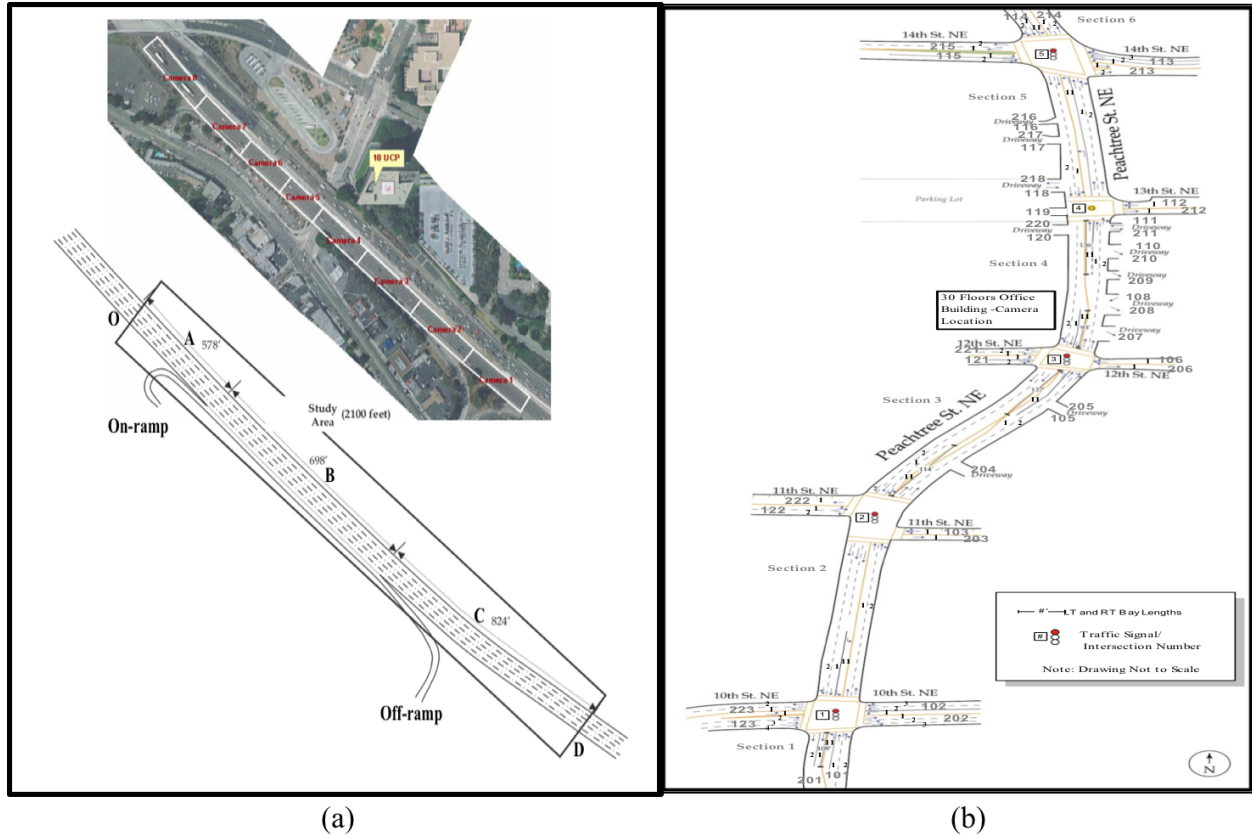 Camera 8
Camera 7
Camera 6
Camera 5
Camera 4
Camera 3
Camera 2
Camera 1
10 UCP
O
A
578'
On-ramp
Study
Area
(2100 feet)
698'
B
C
824'
Off-ramp
D
(a)
114
214
Section 6
14th St. NE
215
115
5
14th St. NE
113
213
Section 5
Peachtree St. NE
216
Driveway
116
217
Driveway
117
218
Driveway
118
Parking Lot
119
220
Driveway
120
4
13th St. NE
112
212
111
Driveway
211
110
Driveway
210
Driveway
209
108
Driveway
208
Driveway
207
Section 4
30 Floors Office
Building -Camera
Location
12th St. NE
221
121
3
106
206
12th St. NE
Section 3
Peachtree St. NE
205
Driveway
105
204
Driveway
11th St. NE
222
122
2
11th St. NE
103
203
Section 2
10th St. NE
223
123
1
10th St. NE
102
202
Section 1
201
101
#'
LT and RT Bay Lengths
#
Traffic Signal/
Intersection Number
Note: Drawing Not to Scale
N
(b)